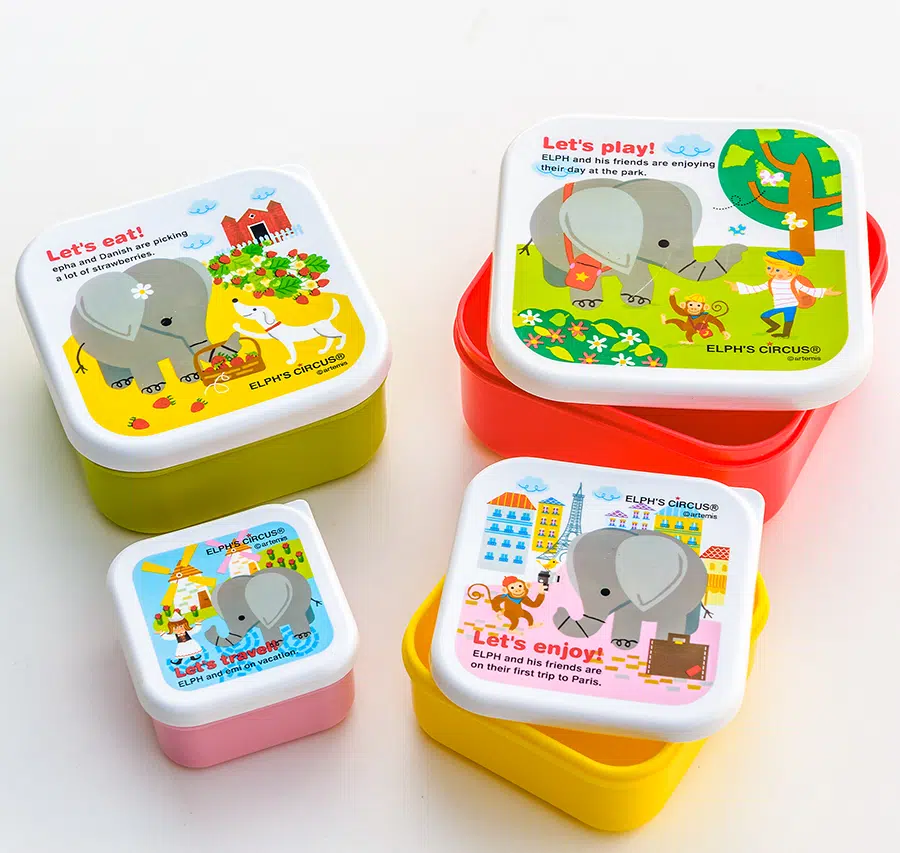 Let's play!
ELPH and his friends are enjoying
their day at the park.
ELPH'S CIRCUS®
©artemis
Let's eat!
epha and Danish are picking
a lot of strawberries.
ELPH'S CIRCUS®
©artemis
ELPH'S CIRCUS®
©artemis
Let's enjoy!
ELPH and his friends are
on their first trip to Paris.
ELPH'S CIRCUS®
©artemis
Let's travel!
ELPH and emi on vacation.